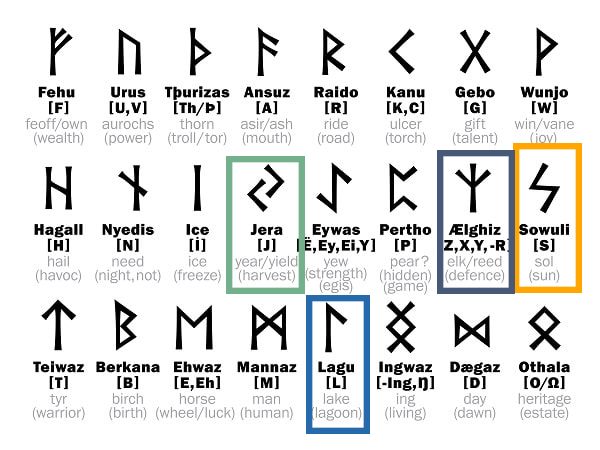 ᚠ ᚢ ᚦ ᚨ ᚱ ᚲ ᚷ ᚹ
Fehu Urus Tþurizas Ansuz Raido Kanu Gebo Wunjo
[F] [U,V] [Th/Þ] [A] [R] [K,C] [G] [W]
feoff/own aurochs thorn asir/ash ride ulcer gift win/vane
(wealth) (power) (troll/tor) (mouth) (road) (torch) (talent) (joy)
ᚻ ᚾ ᛁ ᛃ ᛇ ᛈ ᛉ ᛋ
Hagall Nyedis Ice Jera Eywas Pertho Ælghiz Sowuli
[H] [N] [İ] [J] [Ë,Ey,Ei,Y] [P] Z,X,Y,-R] [S]
hail need ice year/yield yew pear? elk/reed sol
(havoc) (night,not) (freeze) (harvest) (strength) (hidden) (defence) (sun)
(egis) (game)
ᛏ ᛒ ᛖ ᛗ ᛚ ᛝ ᛞ ᛟ
Teiwaz Berkana Ehwaz Mannaz Lagu Ingwaz Dægaz Othala
[T] [B] [E,Eh] [M] [L] [-Ing,Ŋ] [D] [O/Ω]
tyr birch horse man lake ing day heritage
(warrior) (birth) (wheel/luck) (human) (lagoon) (living) (dawn) (estate)